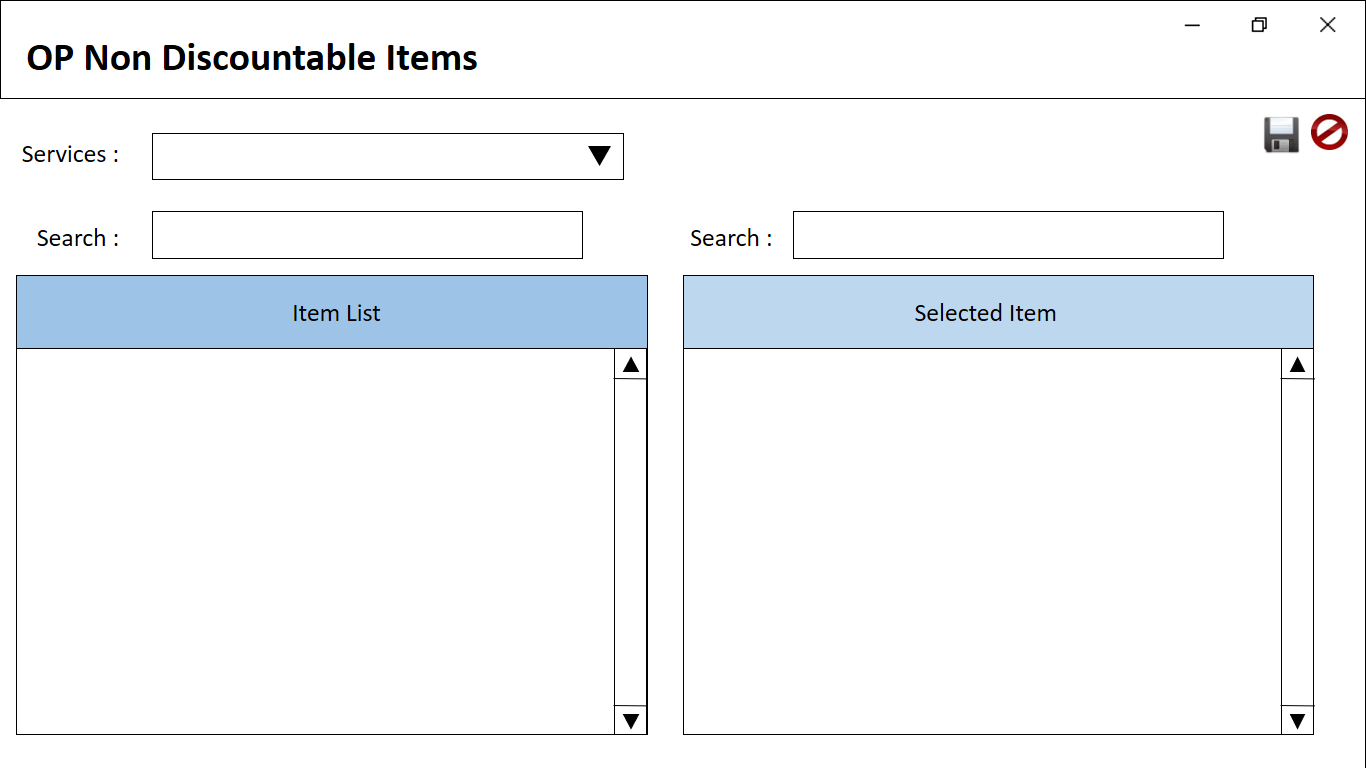 OP Non Discountable Items
Services :
Search :
Search :
Item List
Selected Item